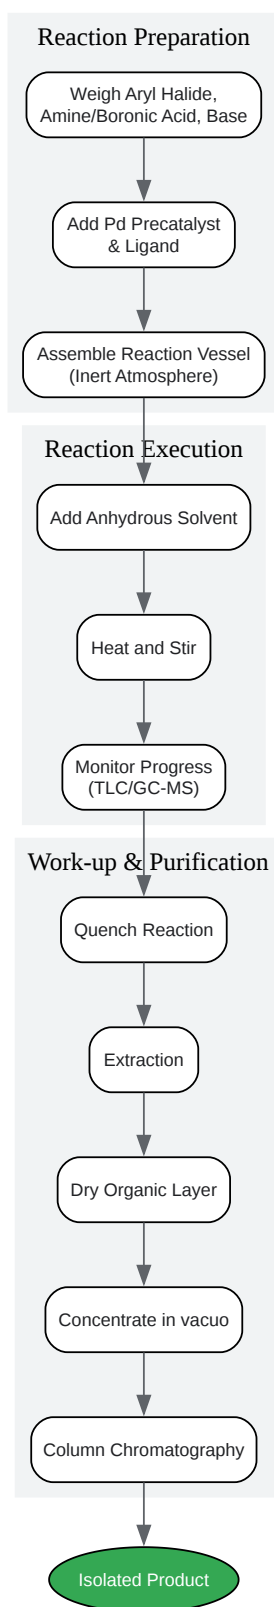 Reaction Preparation
Weigh Aryl Halide,
Amine/Boronic Acid, Base
Add Pd Precatalyst
& Ligand
Assemble Reaction Vessel
(Inert Atmosphere)
Reaction Execution
Add Anhydrous Solvent
Heat and Stir
Monitor Progress
(TLC/GC-MS)
Work-up & Purification
Quench Reaction
Extraction
Dry Organic Layer
Concentrate in vacuo
Column Chromatography
Isolated Product